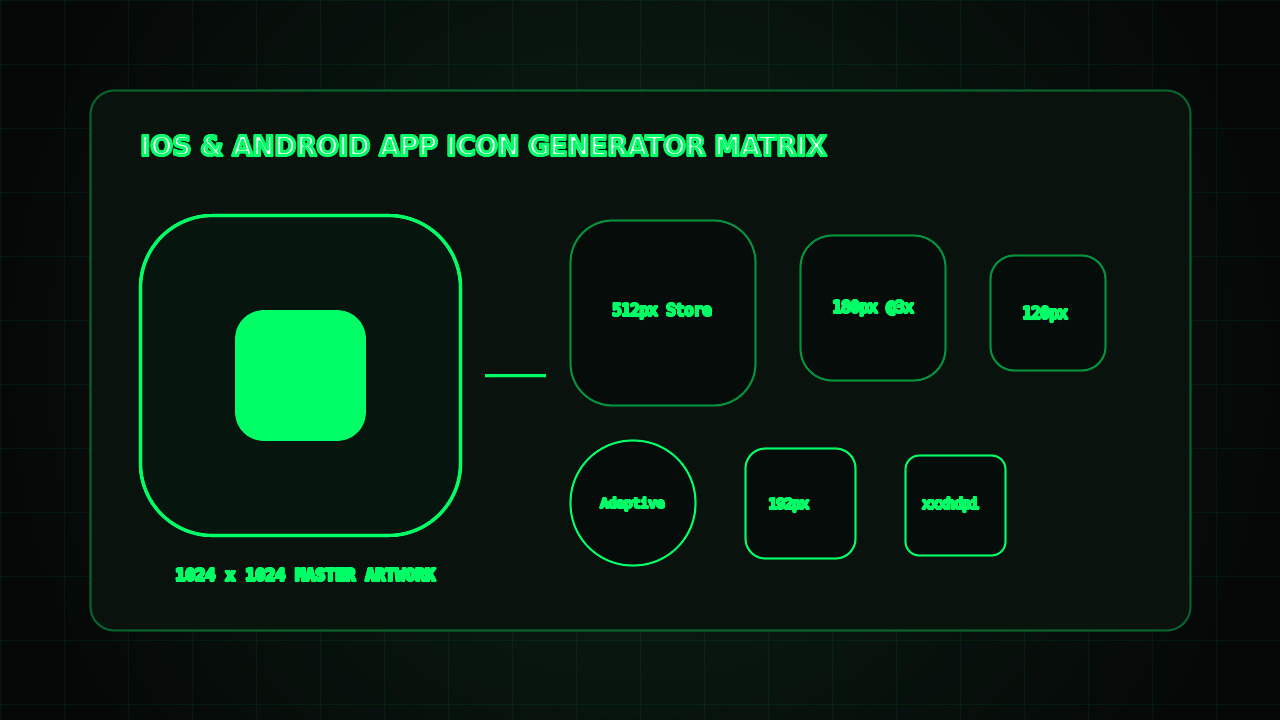 IOS & ANDROID APP ICON GENERATOR MATRIX
512px Store
180px @3x
120px
Adaptive
192px
xxxhdpi
1024 x 1024 MASTER ARTWORK